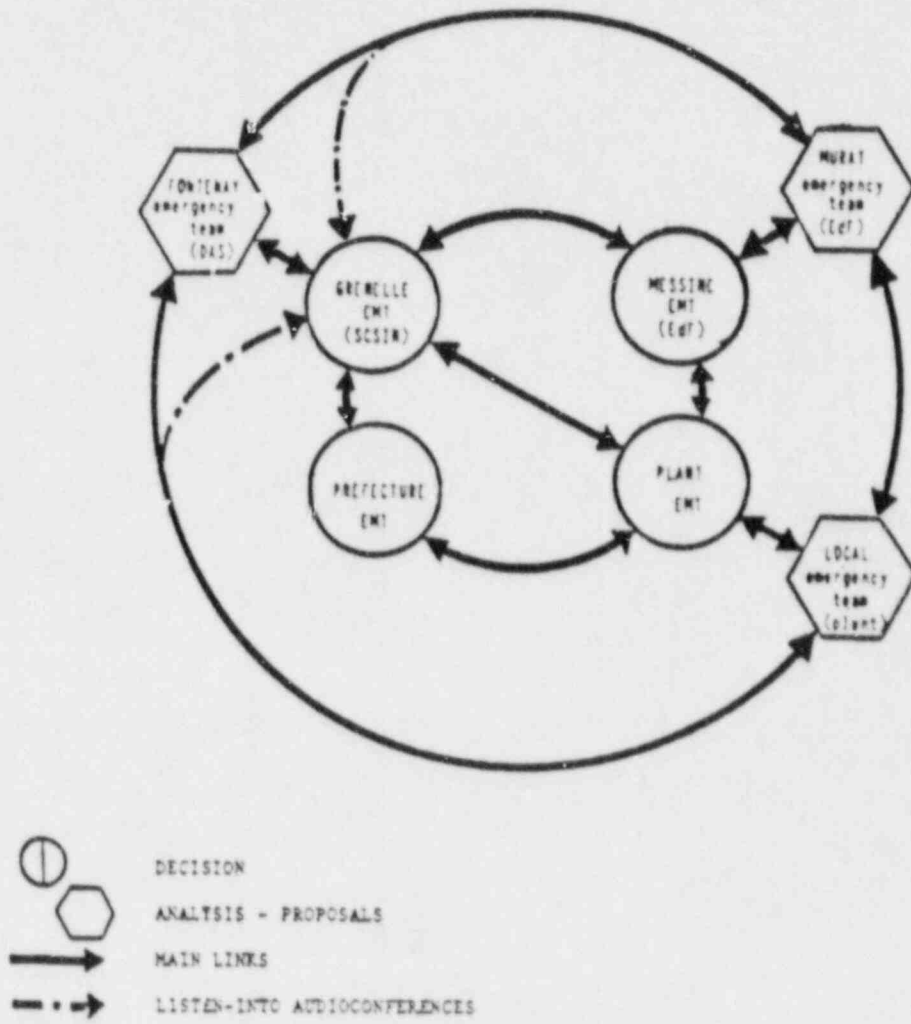 FONTENAY
emergency
team
(DAS)
MURAT
emergency
team
(EdF)
GRENELLE
EMT
(SCSIN)
MESSINE
EMT
(EdF)
PREFECTURE
EMT
PLANT
EMT
LOCAL
emergency
team
(plant)
DECISION
ANALYSIS - PROPOSALS
MAIN LINKS
LISTEN-INTO AUDIOCONFERENCES